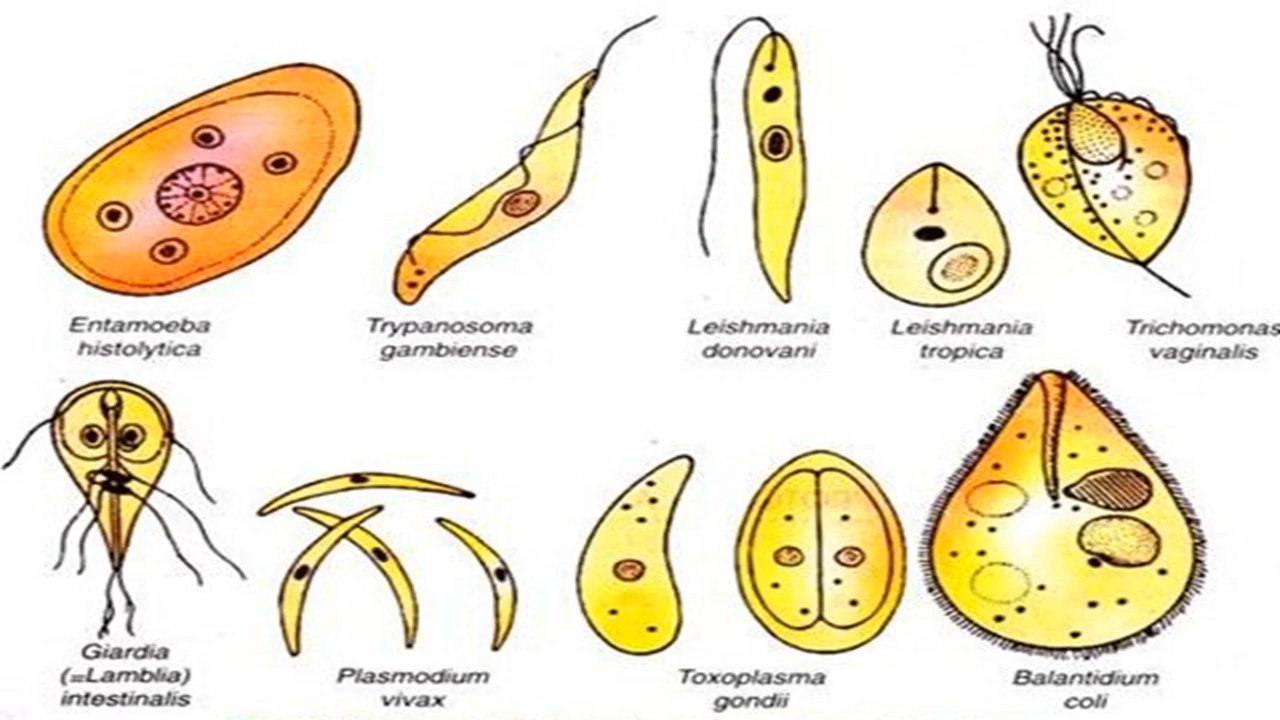 Entamoeba
histolytica
Trypanosoma
gambiense
Leishmania
donovani
Leishmania
tropica
Trichomonas
vaginalis
Giardia
(=Lamblia)
intestinalis
Plasmodium
vivax
Toxoplasma
gondii
Balantidium
coli